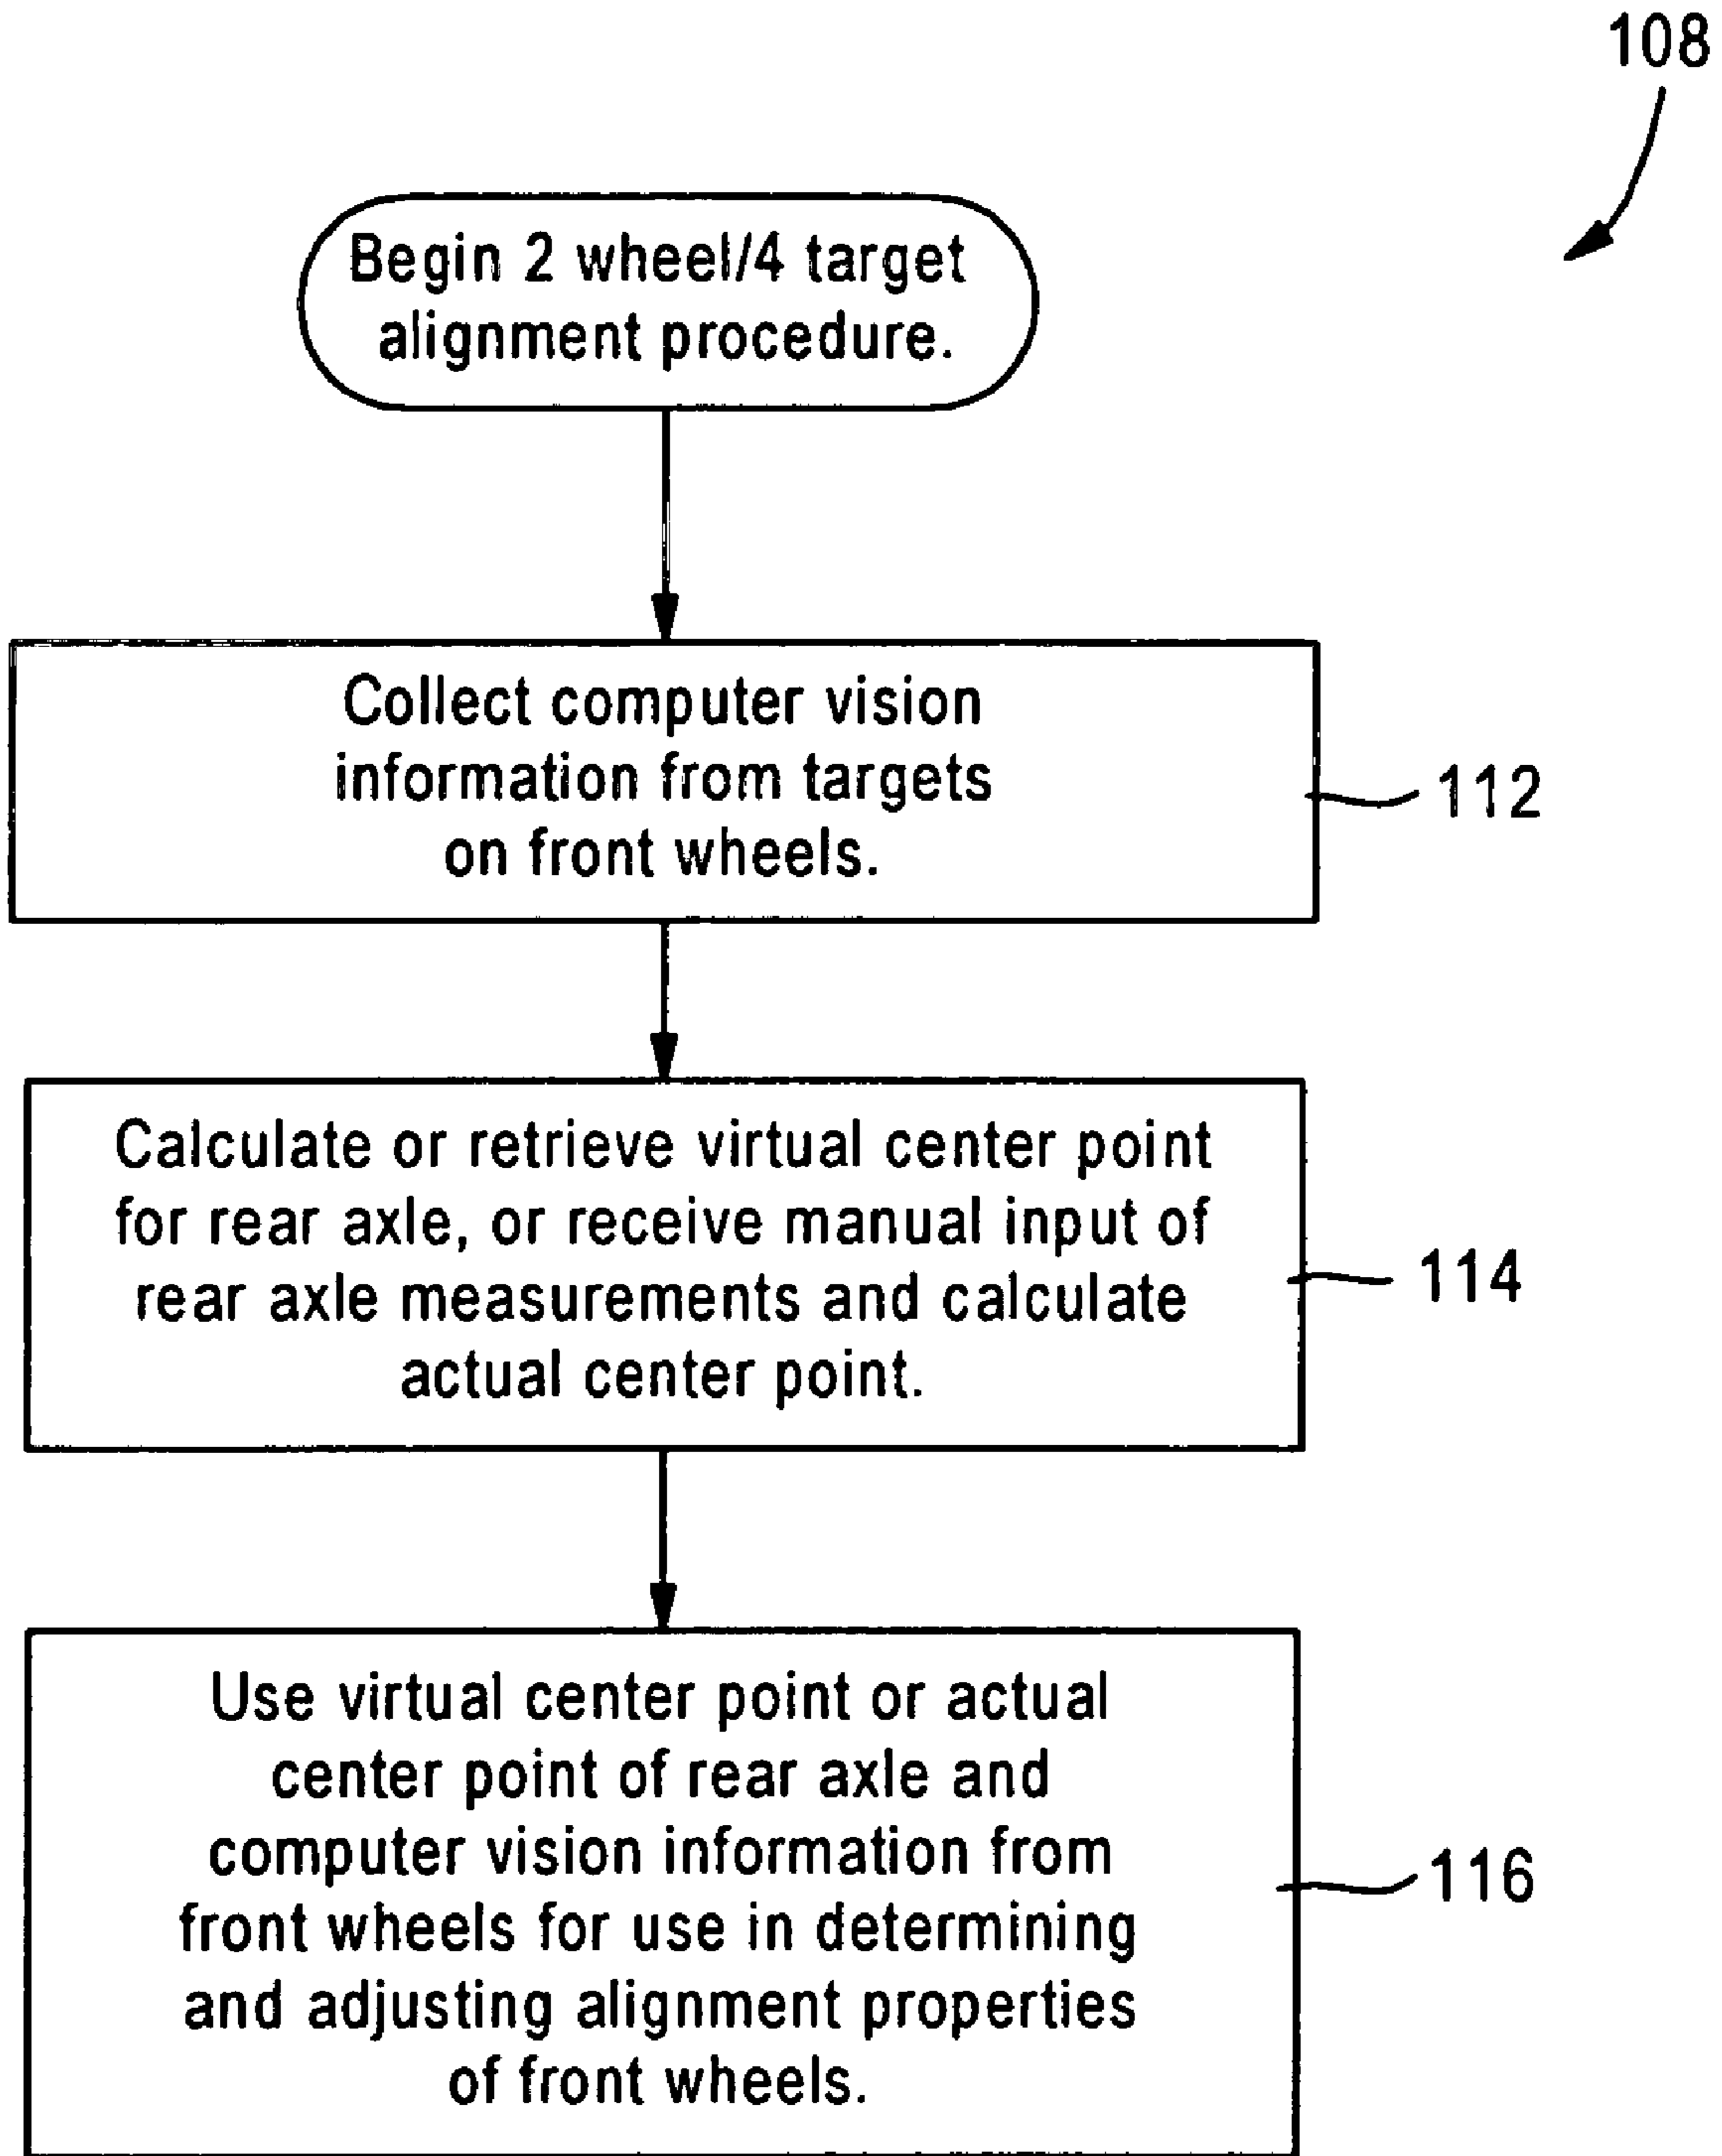 108
Begin 2 wheel/4 target
alignment procedure.
Collect computer vision
information from targets
on front wheels.
112
Calculate or retrieve virtual center point
for rear axle, or receive manual input of
rear axle measurements and calculate
actual center point.
114
Use virtual center point or actual
center point of rear axle and
computer vision information from
front wheels for use in determining
and adjusting alignment properties
of front wheels.
116